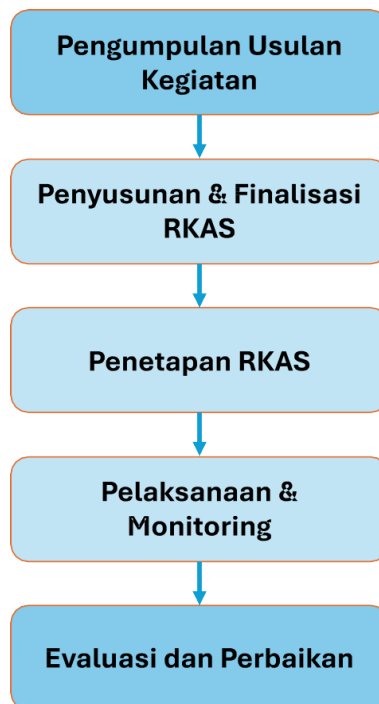 Pengumpulan Usulan
Kegiatan
Penyusunan & Finalisasi
RKAS
Penetapan RKAS
Pelaksanaan &
Monitoring
Evaluasi dan Perbaikan